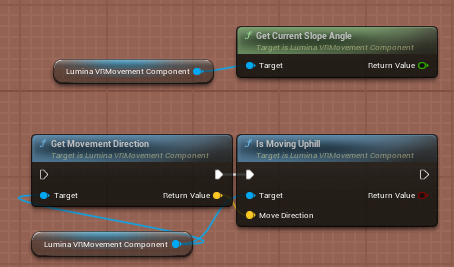 Get Current Slope Angle
Target is Lumina VRMovement Component
Lumina VRMovement Component
Target
Return Value
Get Movement Direction
Target is Lumina VRMovement Component
Is Moving Uphill
Target is Lumina VRMovement Component
Target
Return Value
Target
Return Value
Move Direction
Lumina VRMovement Component